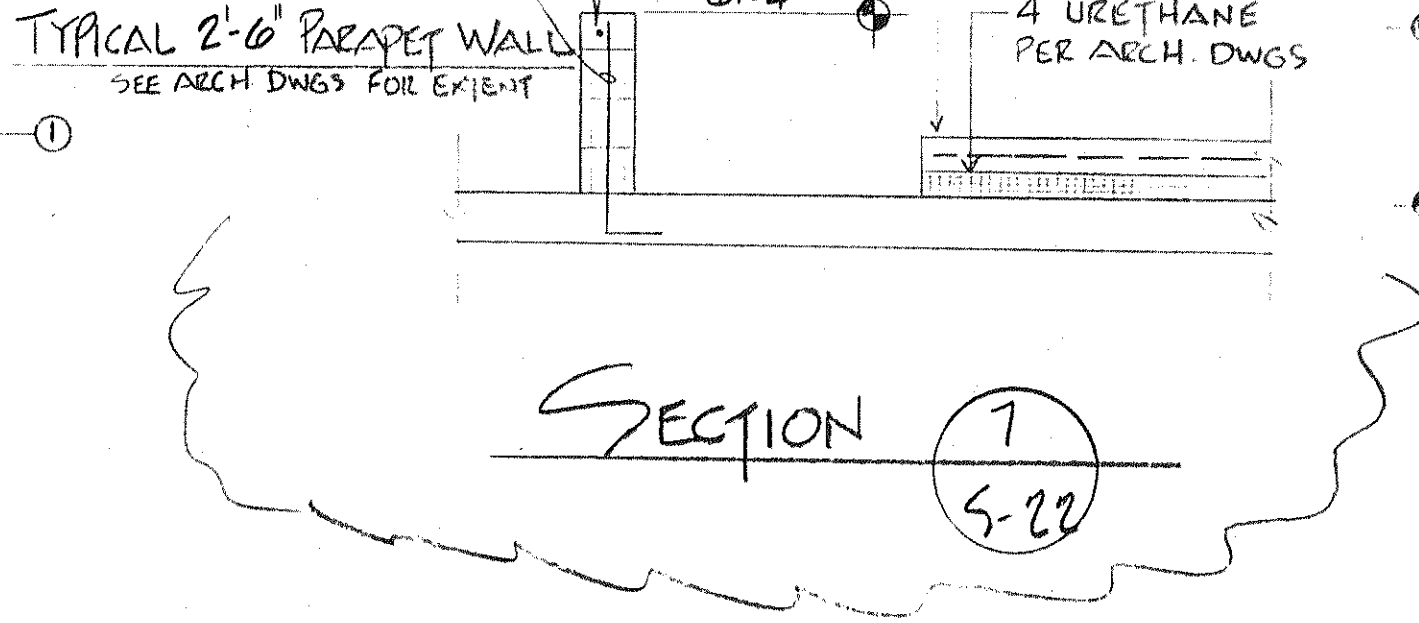 TYPICAL 2'-6" PARAPET WALL
SEE ARCH. DWGS FOR EXTENT
1
4 URETHANE
PER ARCH. DWGS
SECTION
7
S-22